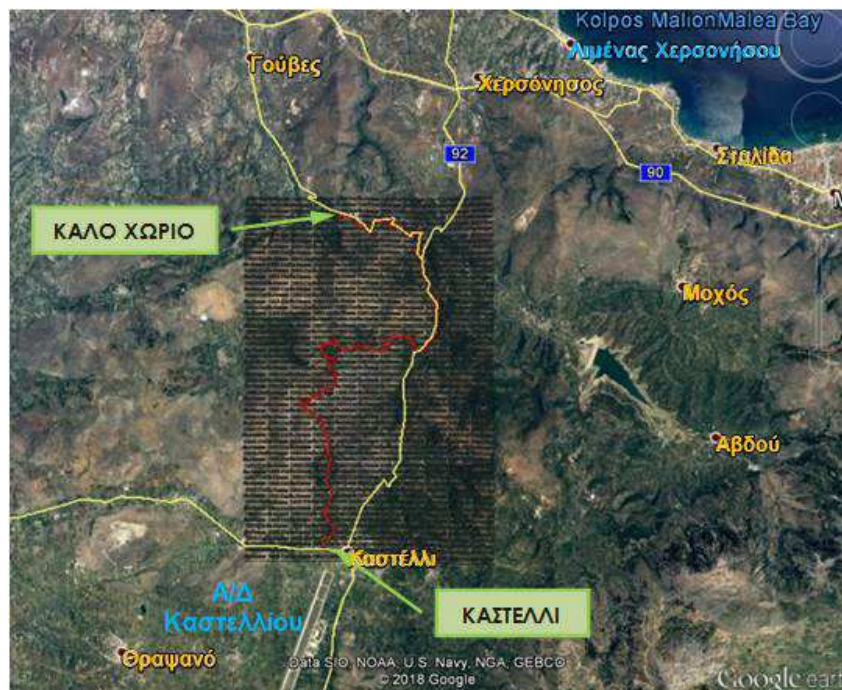 Kolpos MalionMalea Bay
Λιμένας Χερσονήσου
Γούβες
Χερσόνησος
92
Σταλίδα
90
ΚΑΛΟ ΧΩΡΙΟ
Μοχός
Αβδού
Καστέλλι
Α/Δ
Καστελλίου
ΚΑΣΤΕΛΛΙ
Θραψανό
Data SIO, NOAA, U.S. Navy, NGA, GEBCO
© 2018 Google
Google eart